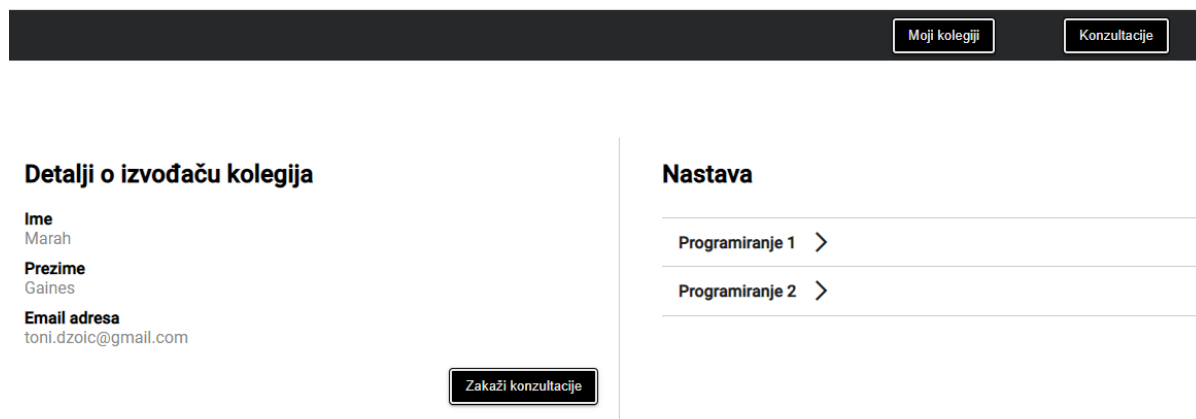 Moji kolegiji
Konzultacije
Detalji o izvođaču kolegija
Ime
Marah
Prezime
Gaines
Email adresa
toni.dzoic@gmail.com
Zakaži konzultacije
Nastava
Programiranje 1
Programiranje 2